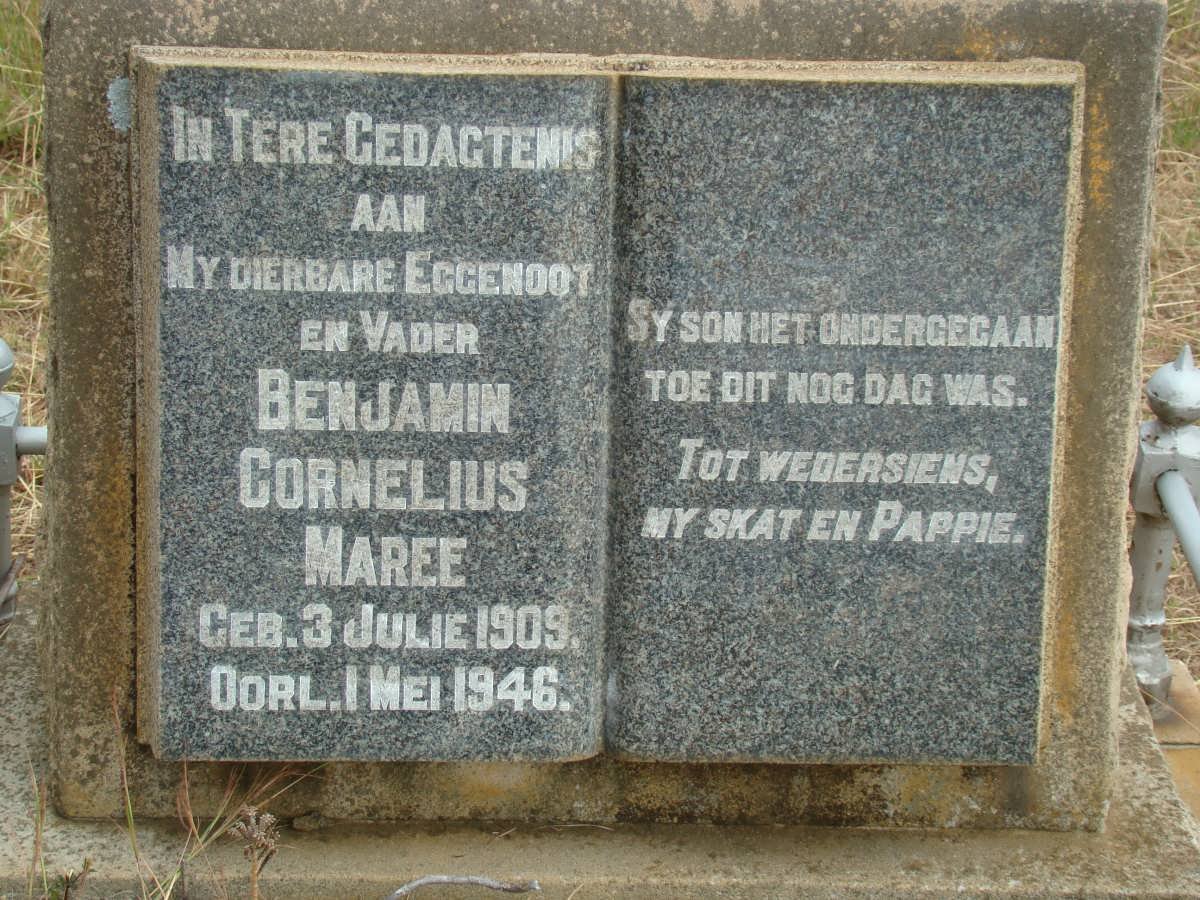 IN TERE GEDAGTENIS
AAN
MY DIERBARE EGGENOOT
EN VADER
BENJAMIN
CORNELIUS
MAREE
GEB. 3 JULIE 1909.
OORL. 1 MEI 1946.
SY SON HET ONDERGEGAAN
TOE DIT NOG DAG WAS.
TOT WEDERSIENS,
MY SKAT EN PAPPIE.